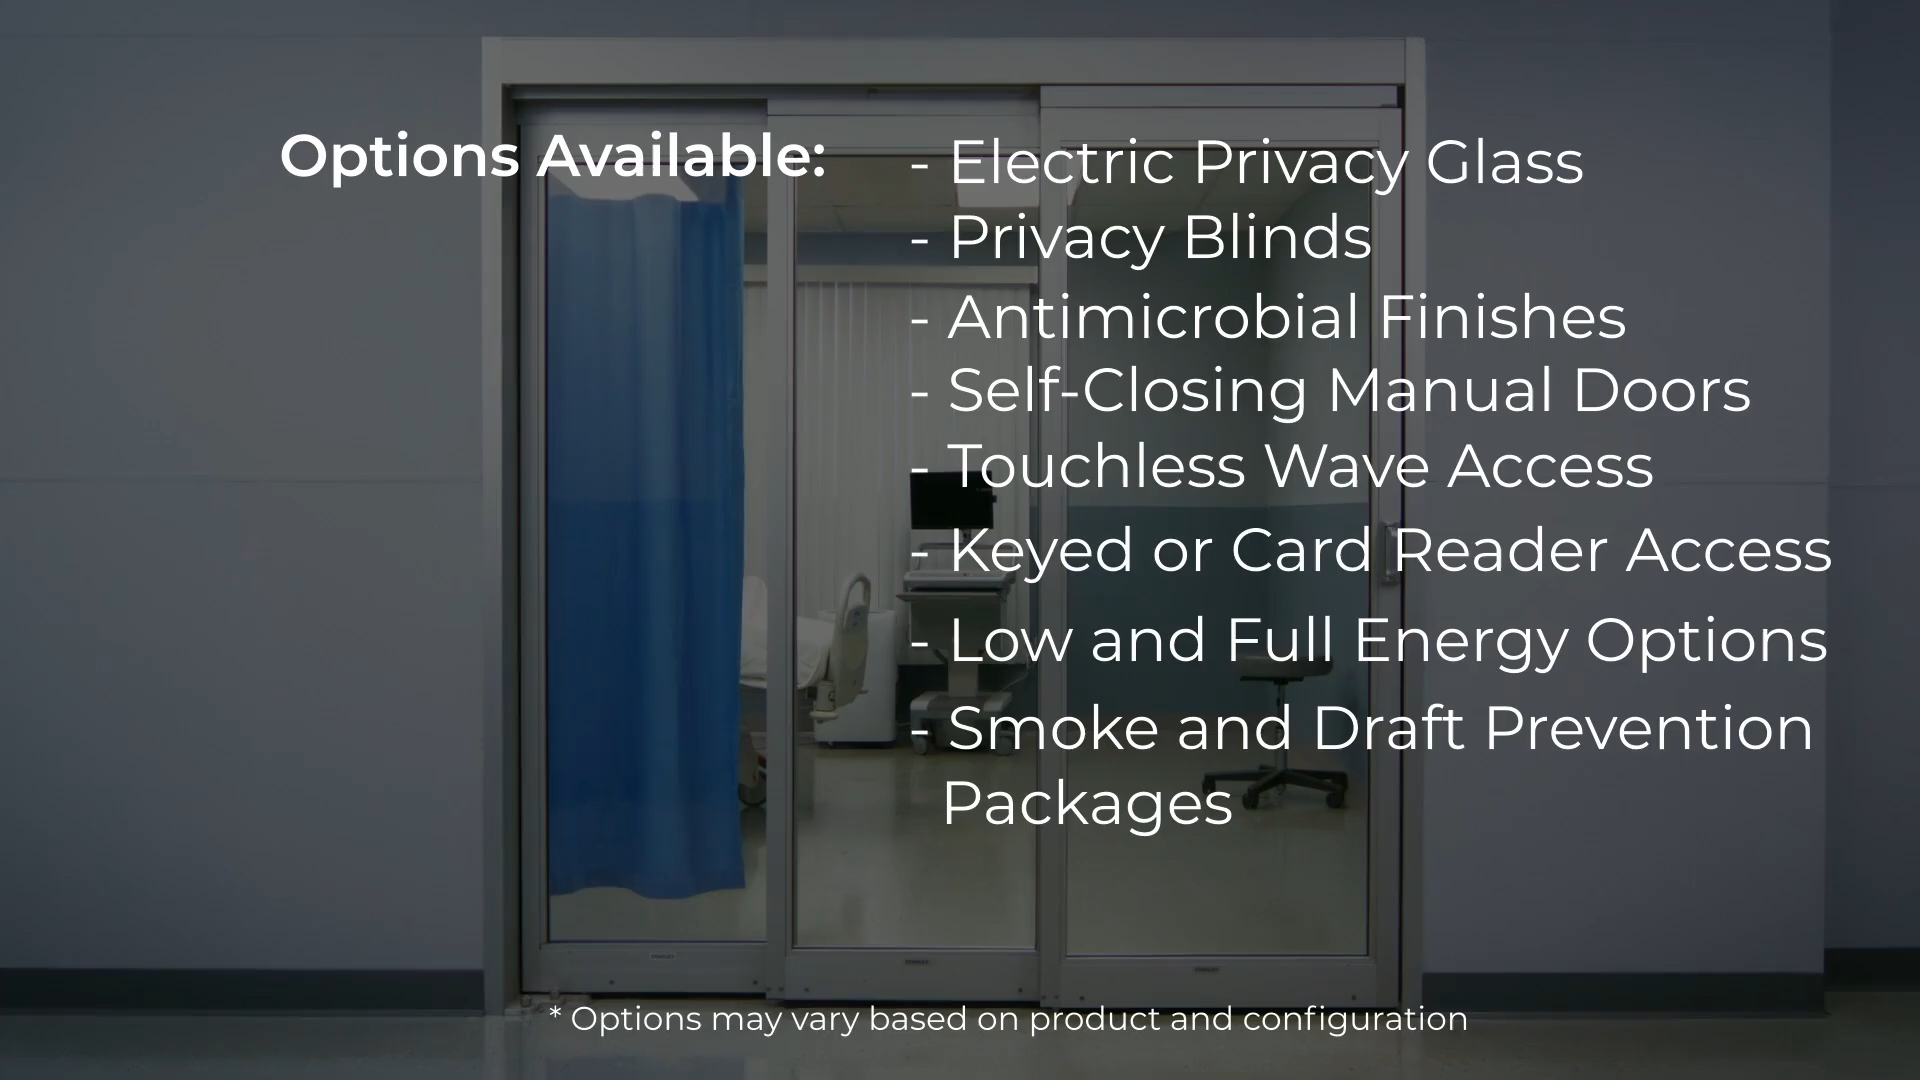 Options Available:
- Electric Privacy Glass
- Privacy Blinds
- Antimicrobial Finishes
- Self-Closing Manual Doors
- Touchless Wave Access
- Keyed or Card Reader Access
- Low and Full Energy Options
- Smoke and Draft Prevention
Packages
* Options may vary based on product and configuration